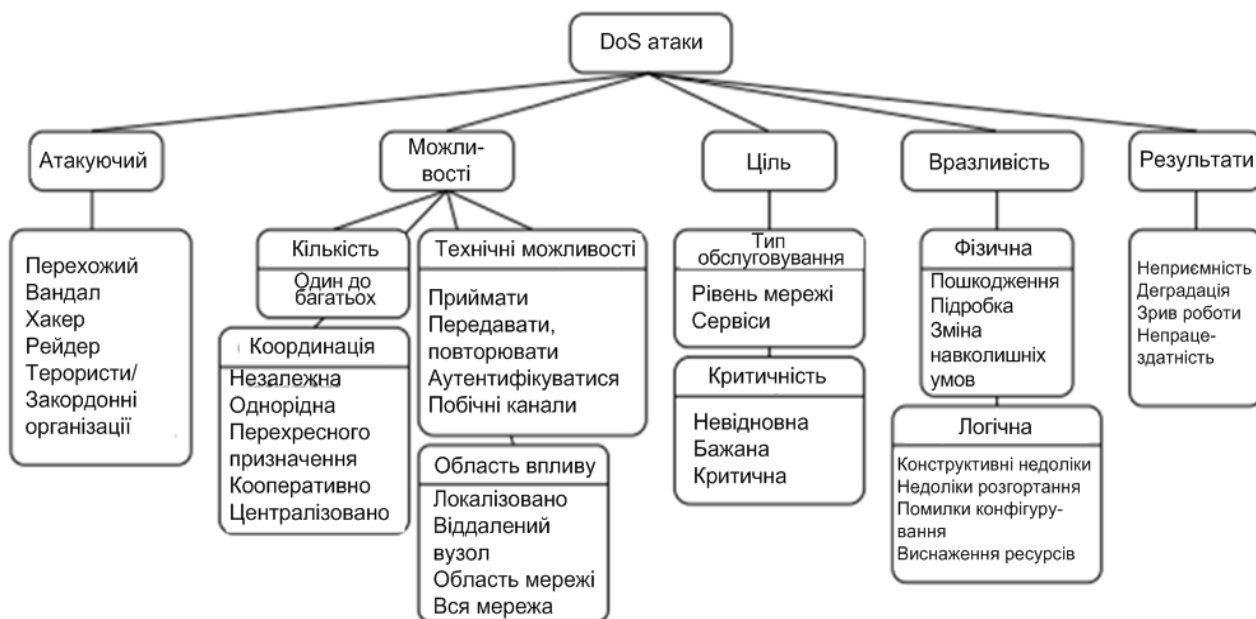 DoS атаки
Атакуючий
Перехожий
Вандал
Хакер
Рейдер
Терористи/
Закордонні
організації
Можли-
вості
Кількість
Один до
багатьох
Координація
Незалежна
Однорідна
Перехресного
призначення
Кооперативно
Централізовано
Технічні можливості
Приймати
Передавати,
повторювати
Аутентифікуватися
Побічні канали
Область впливу
Локалізовано
Віддалений
вузол
Область мережі
Вся мережа
Ціль
Тип
обслуговування
Рівень мережі
Сервіси
Критичність
Невідновна
Бажана
Критична
Вразливість
Фізична
Пошкодження
Підробка
Зміна
навколишніх
умов
Логічна
Конструктивні недоліки
Недоліки розгортання
Помилки конфігуру-
вання
Виснаження ресурсів
Результати
Неприємність
Деградація
Зрив роботи
Непраце-
здатність